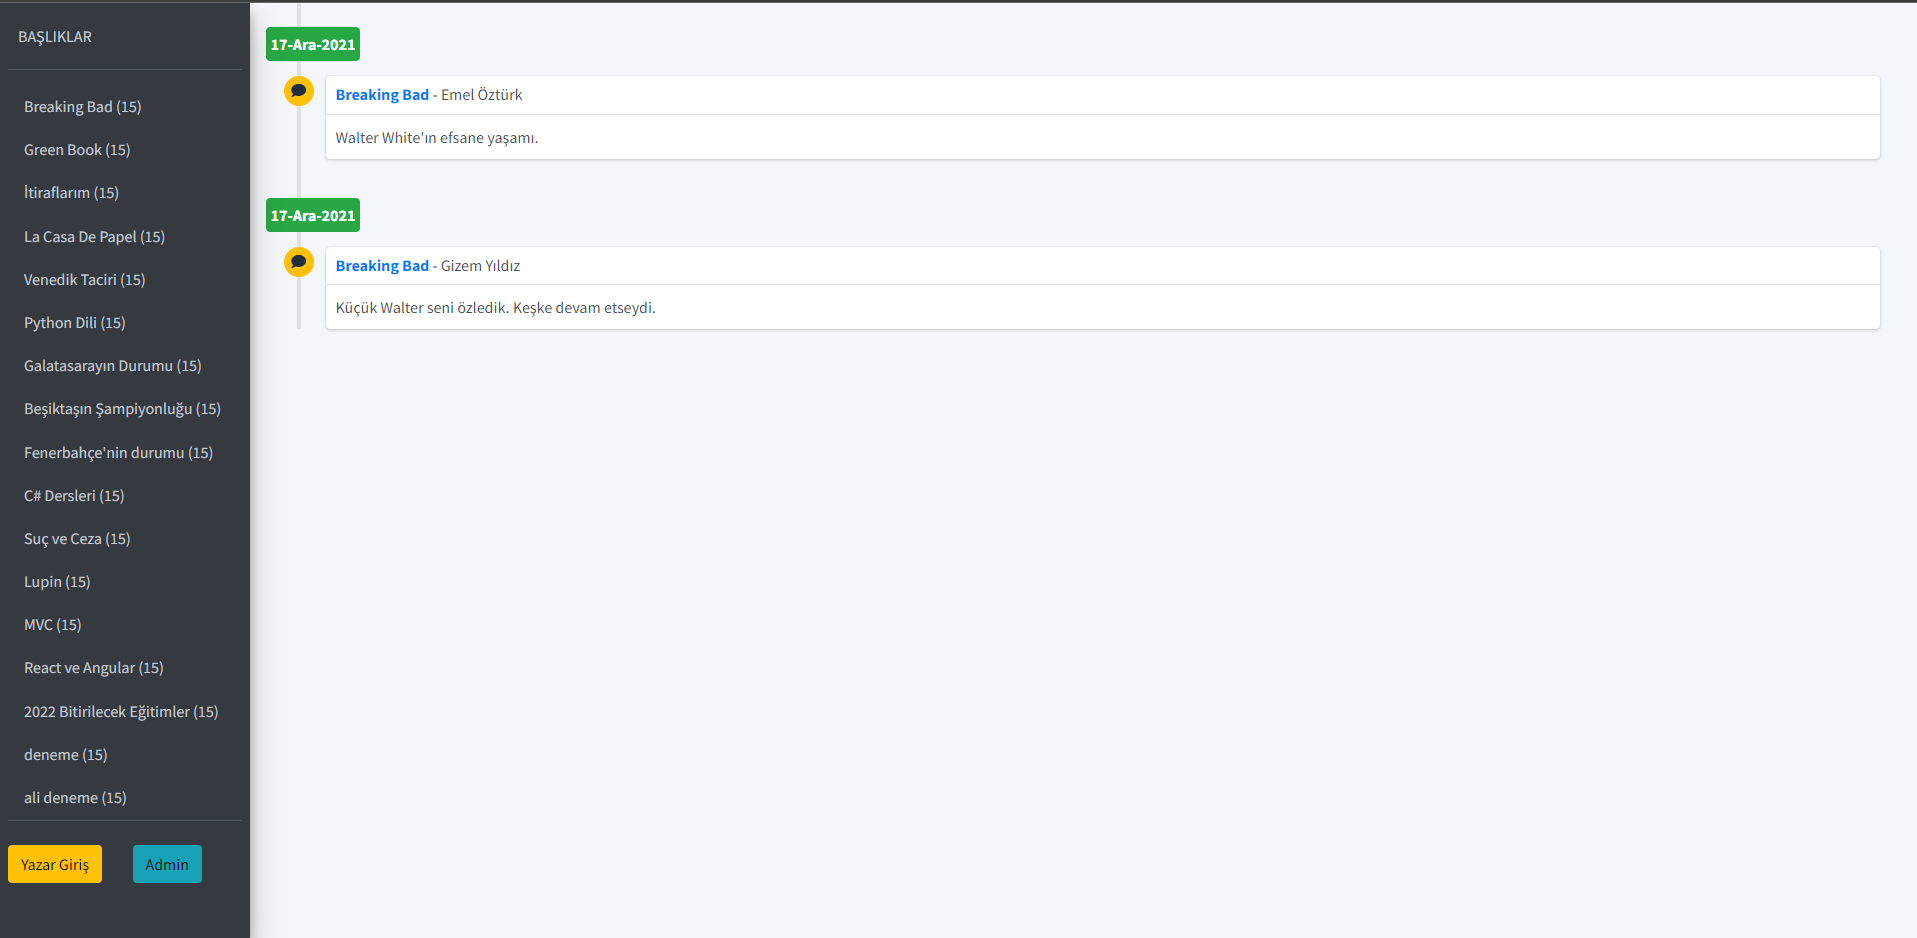 BAŞLIKLAR
Breaking Bad (15)
Green Book (15)
İtiraflarım (15)
La Casa De Papel (15)
Venedik Taciri (15)
Python Dili (15)
Galatasarayın Durumu (15)
Beşiktaşın Şampiyonluğu (15)
Fenerbahçe'nin durumu (15)
C# Dersleri (15)
Suç ve Ceza (15)
Lupin (15)
MVC (15)
React ve Angular (15)
2022 Bitirilecek Eğitimler (15)
deneme (15)
ali deneme (15)
Yazar Giriş
Admin
17-Ara-2021
Breaking Bad - Emel Öztürk
Walter White'ın efsane yaşamı.
17-Ara-2021
Breaking Bad - Gizem Yıldız
Küçük Walter seni özledik. Keşke devam etseydi.